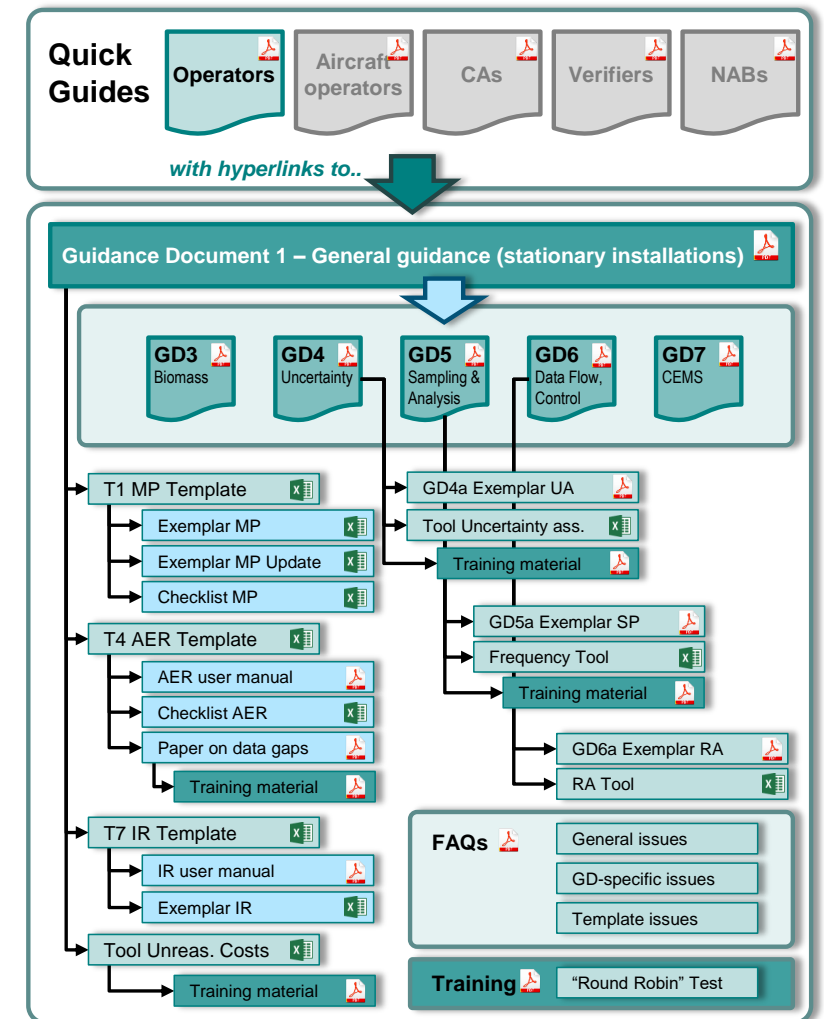 Quick
Guides
Operators
Aircraft
operators
CAs
Verifiers
NABs
with hyperlinks to..
Guidance Document 1 – General guidance (stationary installations)
GD3
Biomass
GD4
Uncertainty
GD5
Sampling &
Analysis
GD6
Data Flow,
Control
GD7
CEMS
T1 MP Template
Exemplar MP
Exemplar MP Update
Checklist MP
T4 AER Template
AER user manual
Checklist AER
Paper on data gaps
Training material
T7 IR Template
IR user manual
Exemplar IR
Tool Unreas. Costs
Training material
GD4a Exemplar UA
Tool Uncertainty ass.
Training material
GD5a Exemplar SP
Frequency Tool
Training material
GD6a Exemplar RA
RA Tool
FAQs
General issues
GD-specific issues
Template issues
Training
“Round Robin” Test